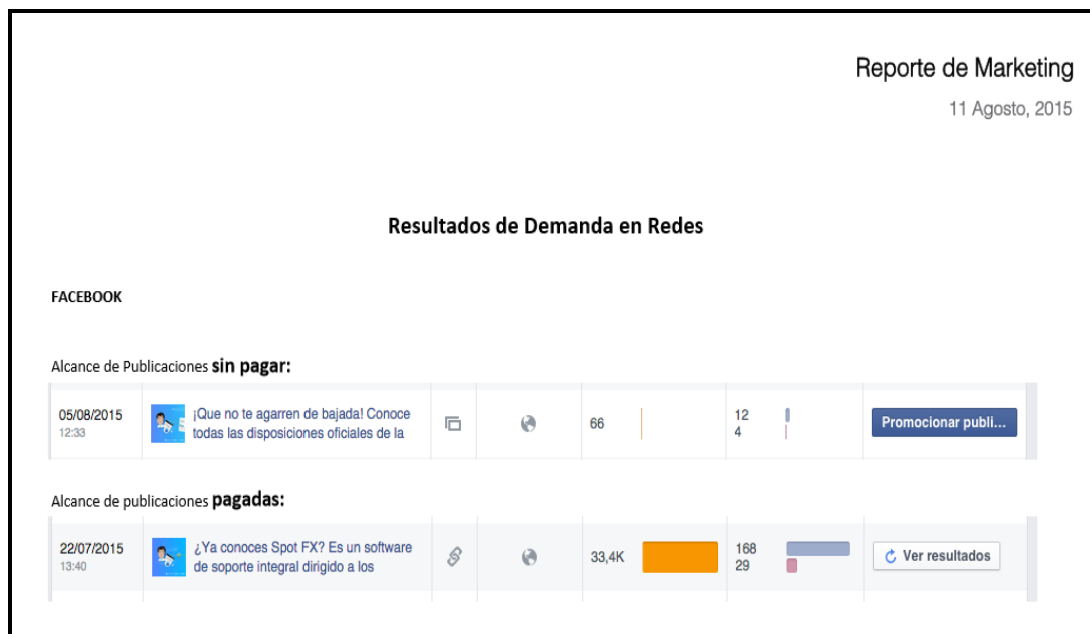 Reporte de Marketing
11 Agosto, 2015
Resultados de Demanda en Redes
FACEBOOK
Alcance de Publicaciones sin pagar:
05/08/2015
12:33
¡Que no te agarren de bajada! Conoce
todas las disposiciones oficiales de la
66
12
4
Promocionar publi...
Alcance de publicaciones pagadas:
22/07/2015
13:40
¿Ya conoces Spot FX? Es un software
de soporte integral dirigido a los
33,4K
168
29
Ver resultados